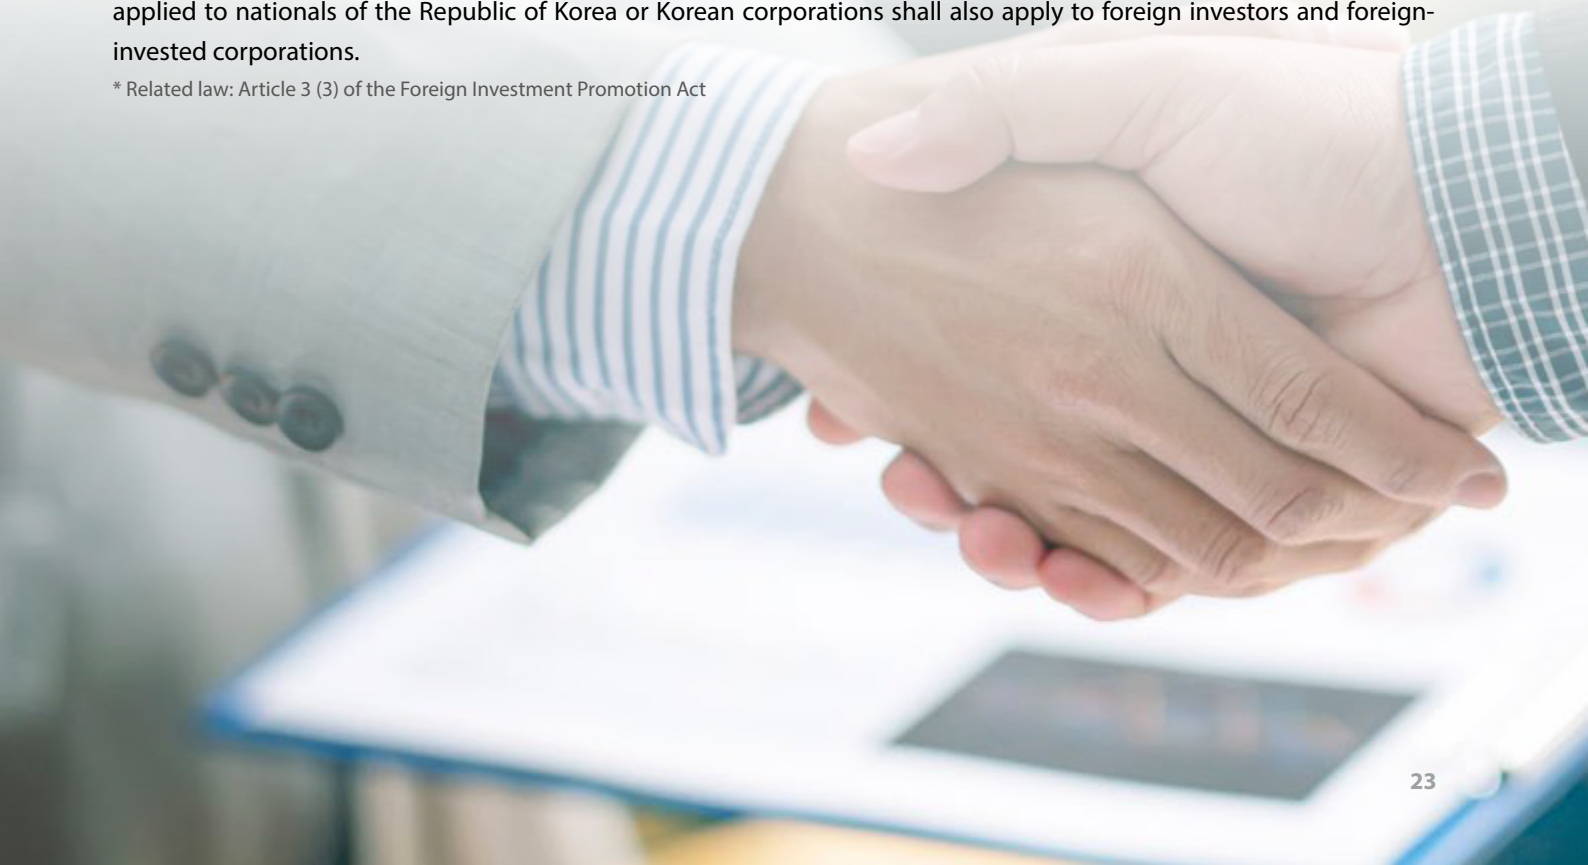 applied to nationals of the Republic of Korea or Korean corporations shall also apply to foreign investors and foreign-
invested corporations.
* Related law: Article 3 (3) of the Foreign Investment Promotion Act
23